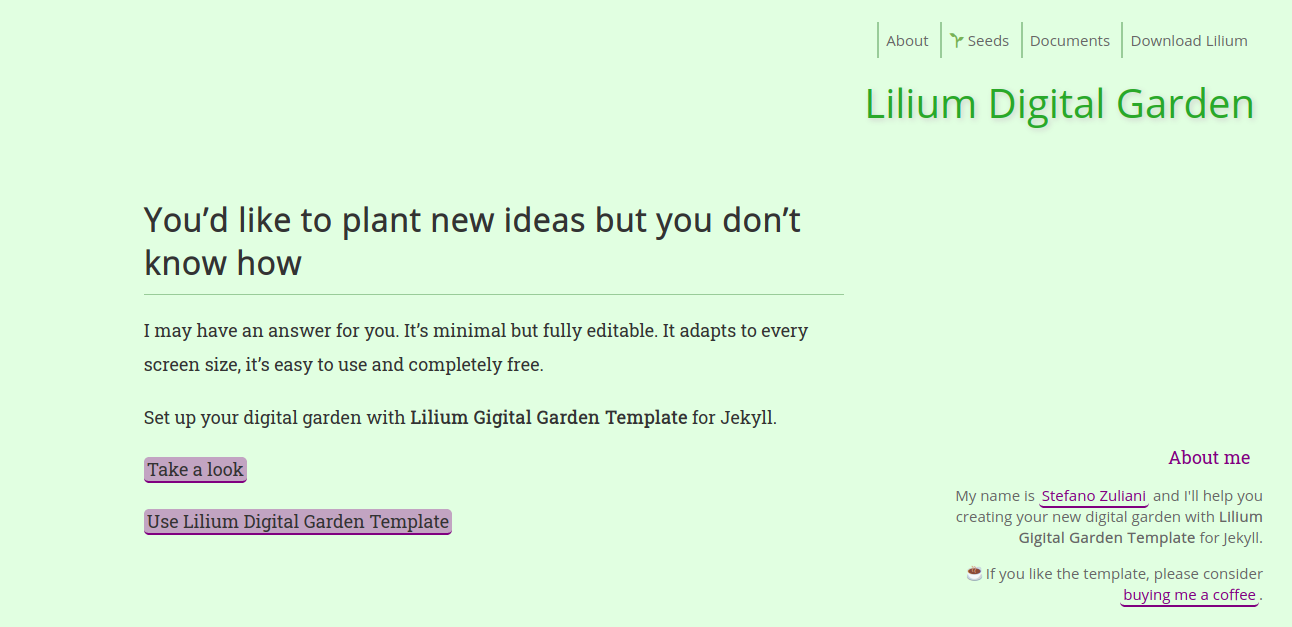 About
Seeds
Documents
Download Lilium
Lilium Digital Garden
You’d like to plant new ideas but you don’t
know how
I may have an answer for you. It’s minimal but fully editable. It adapts to every
screen size, it’s easy to use and completely free.
Set up your digital garden with Lilium Gigital Garden Template for Jekyll.
Take a look
Use Lilium Digital Garden Template
About me
My name is Stefano Zuliani and I'll help you
creating your new digital garden with Lilium
Gigital Garden Template for Jekyll.
If you like the template, please consider
buying me a coffee.